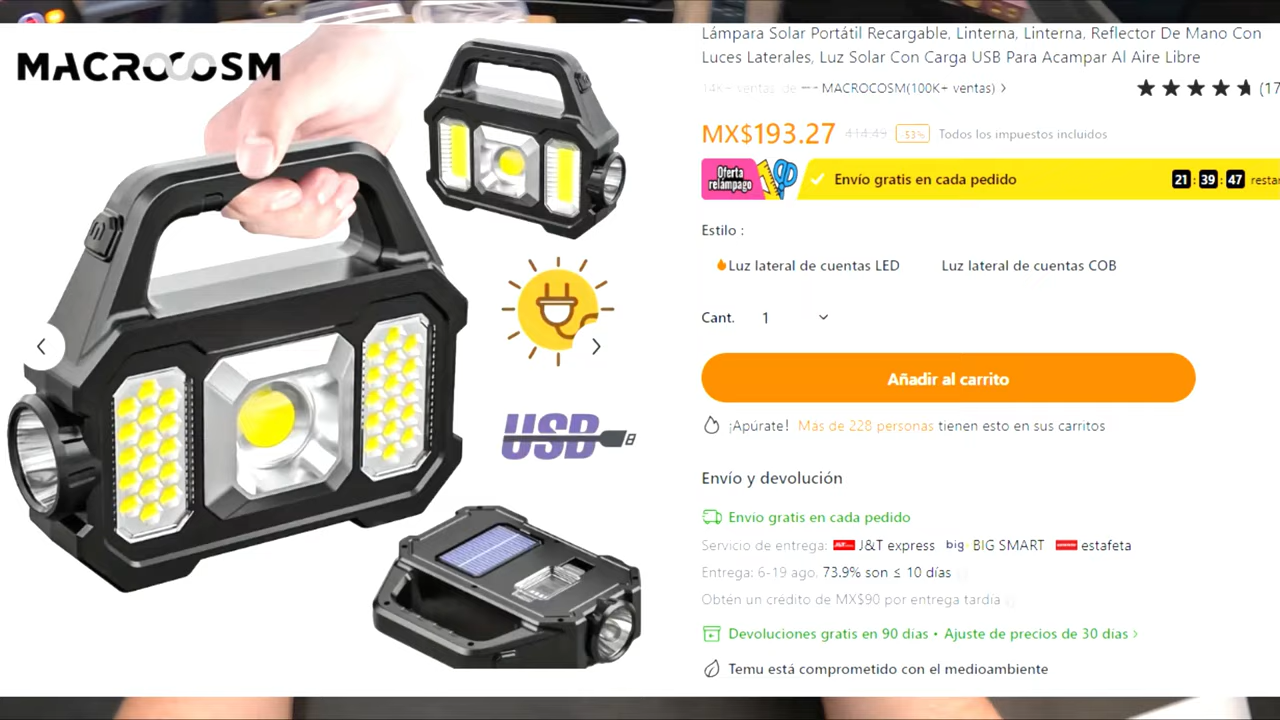 MACROCOSM
USB
Lámpara Solar Portátil Recargable, Linterna, Linterna, Reflector De Mano Con
Luces Laterales, Luz Solar Con Carga USB Para Acampar Al Aire Libre
14K+ ventas de MACROCOSM(100K+ ventas)
(17
MX$193.27 414.49 -53% Todos los impuestos incluidos
Oferta
relámpago
Envío gratis en cada pedido
21:39:47 resta
Estilo :
Luz lateral de cuentas LED Luz lateral de cuentas COB
Cant. 1
Añadir al carrito
¡Apúrate! Más de 228 personas tienen esto en sus carritos
Envío y devolución
Envío gratis en cada pedido
Servicio de entrega: J&T express big BIG SMART estafeta
Entrega: 6-19 ago, 73.9% son ≤ 10 días
Obtén un crédito de MX$90 por entrega tardía
Devoluciones gratis en 90 días • Ajuste de precios de 30 días
Temu está comprometido con el medioambiente